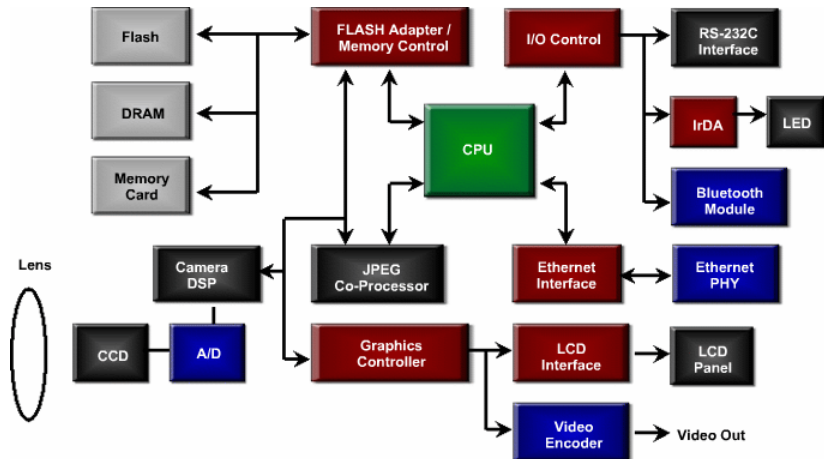 Flash
FLASH Adapter /
Memory Control
I/O Control
RS-232C
Interface
DRAM
CPU
IrDA
LED
Memory
Card
Bluetooth
Module
Lens
Camera
DSP
JPEG
Co-Processor
Ethernet
Interface
Ethernet
PHY
CCD
A/D
Graphics
Controller
LCD
Interface
LCD
Panel
Video
Encoder
Video Out